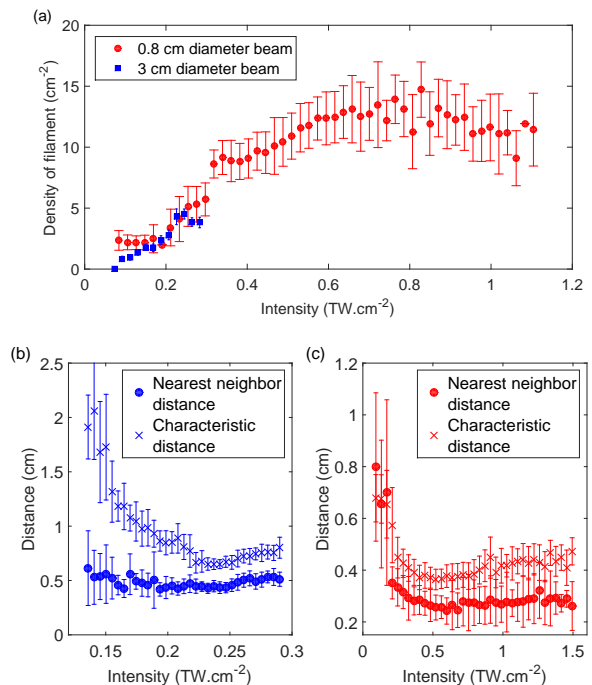 (a)
20
15
10
5
0
Density of filament (cm⁻²)
0.8 cm diameter beam
3 cm diameter beam
0 0.2 0.4 0.6 0.8 1 1.2
Intensity (TW.cm⁻²)
(b)
2.5
2
1.5
1
0.5
0
Distance (cm)
Nearest neighbor
distance
Characteristic
distance
0.15 0.2 0.25 0.3
Intensity (TW.cm⁻²)
(c)
1.2
1
0.8
0.6
0.4
0.2
Distance (cm)
Nearest neighbor
distance
Characteristic
distance
0 0.5 1 1.5
Intensity (TW.cm⁻²)